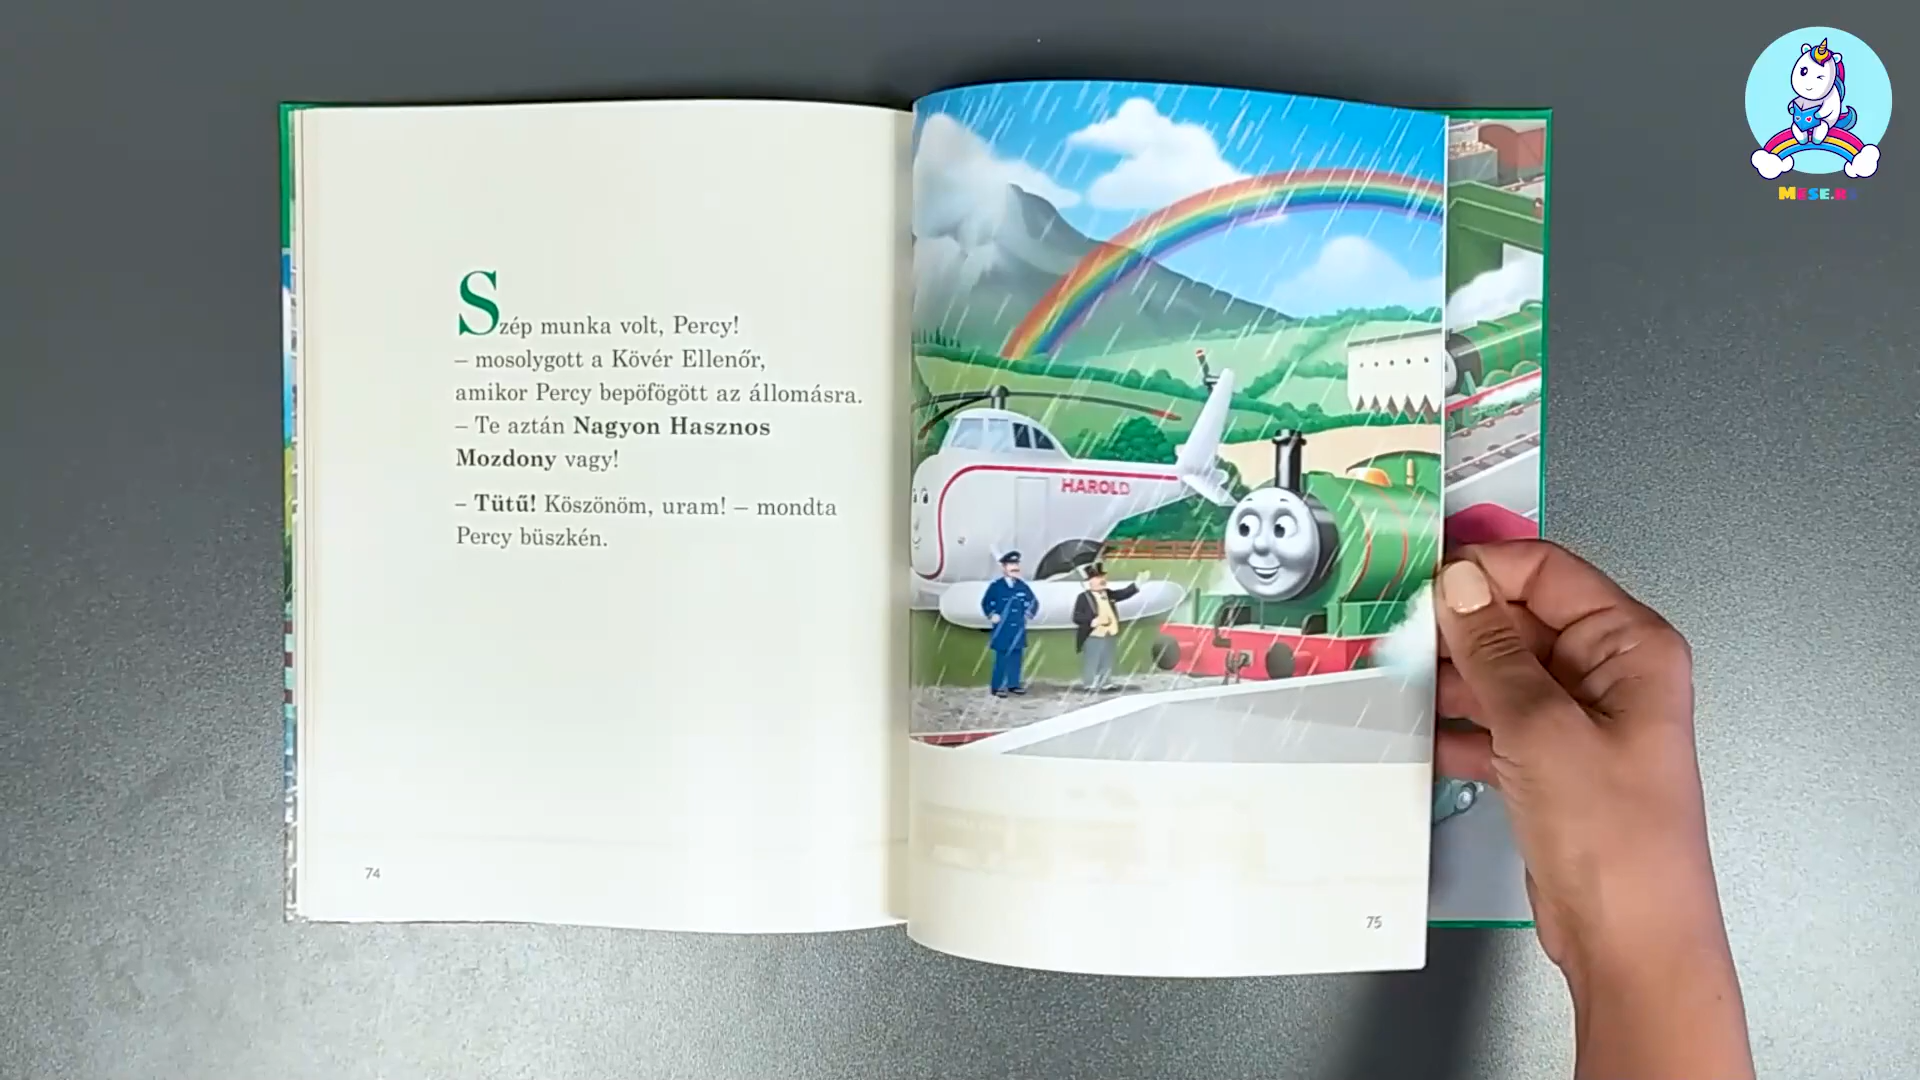 Szép munka volt, Percy!
– mosolygott a Kövér Ellenőr,
amikor Percy bepöfögött az állomásra.
– Te aztán Nagyon Hasznos
Mozdony vagy!
– Tütű! Köszönöm, uram! – mondta
Percy büszkén.
74
HAROLD
75